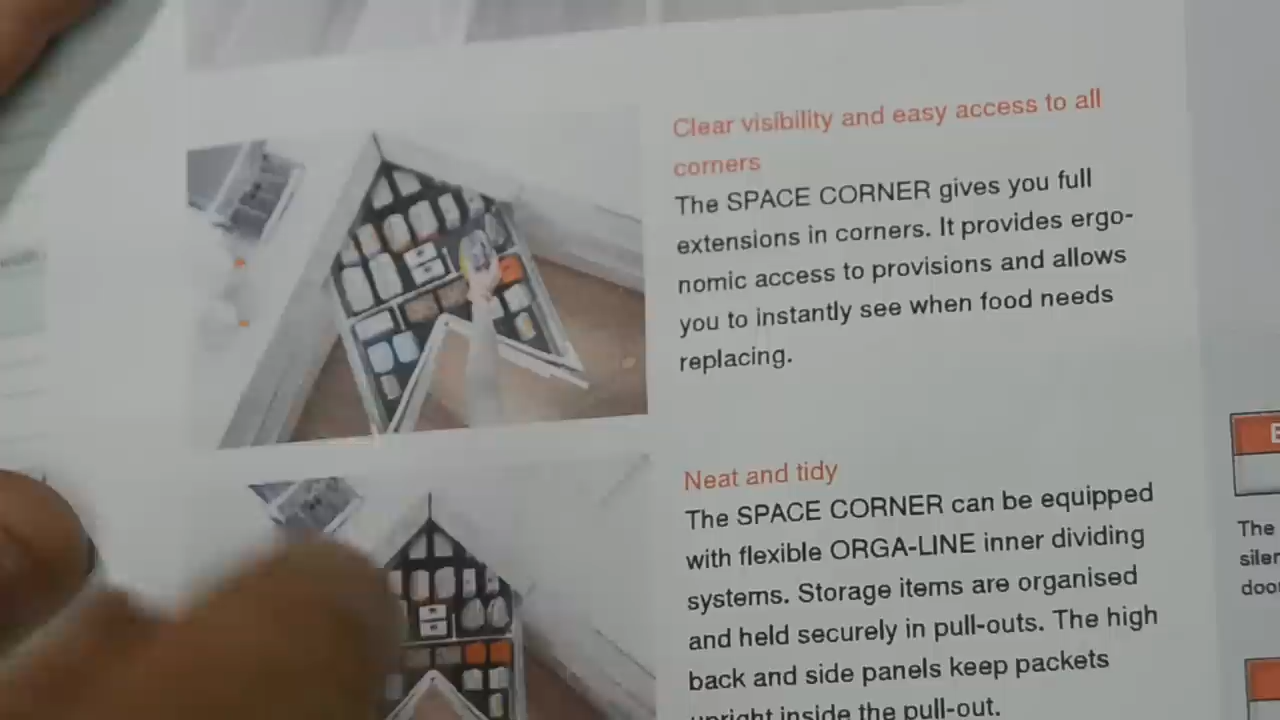 Clear visibility and easy access to all
corners
The SPACE CORNER gives you full
extensions in corners. It provides ergo-
nomic access to provisions and allows
you to instantly see when food needs
replacing.
Neat and tidy
The SPACE CORNER can be equipped
with flexible ORGA-LINE inner dividing
systems. Storage items are organised
and held securely in pull-outs. The high
back and side panels keep packets
upright inside the pull-out.
The